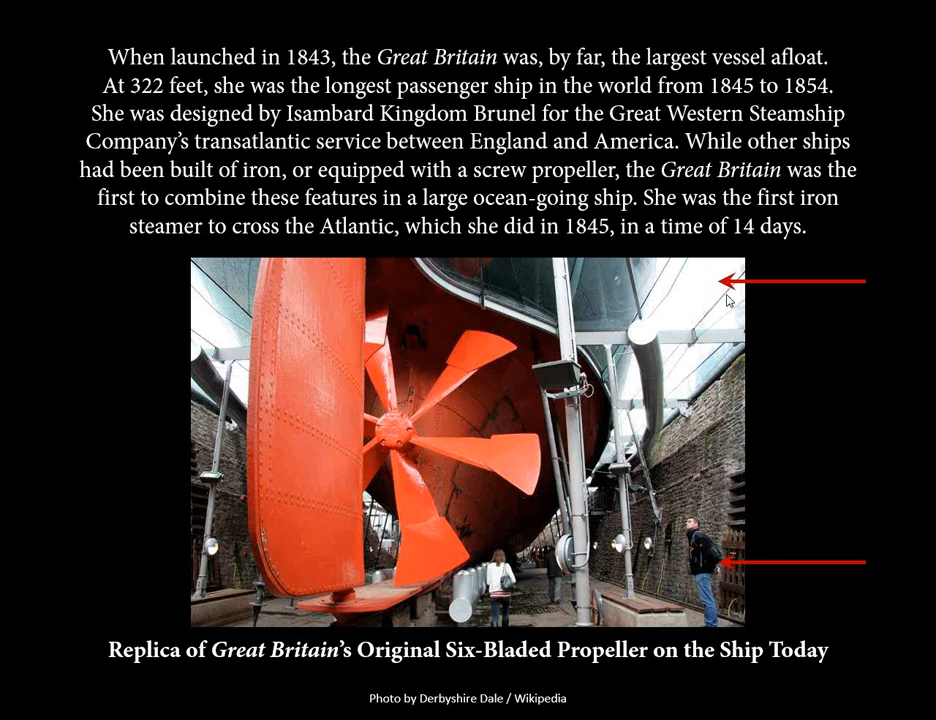 When launched in 1843, the Great Britain was, by far, the largest vessel afloat.
At 322 feet, she was the longest passenger ship in the world from 1845 to 1854.
She was designed by Isambard Kingdom Brunel for the Great Western Steamship
Company’s transatlantic service between England and America. While other ships
had been built of iron, or equipped with a screw propeller, the Great Britain was the
first to combine these features in a large ocean-going ship. She was the first iron
steamer to cross the Atlantic, which she did in 1845, in a time of 14 days.
Replica of Great Britain’s Original Six-Bladed Propeller on the Ship Today
Photo by Derbyshire Dale / Wikipedia